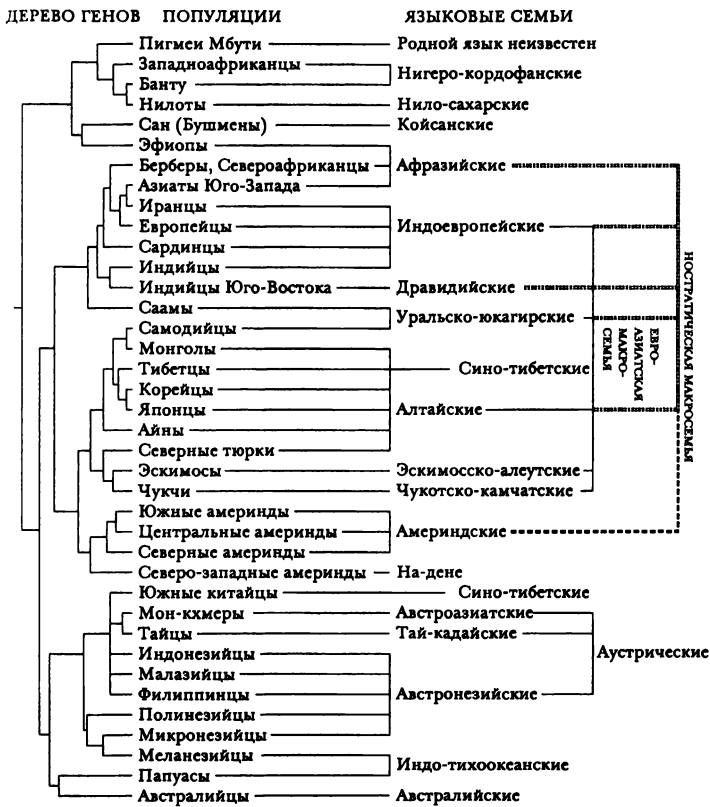 ДЕРЕВО ГЕНОВ ПОПУЛЯЦИИ ЯЗЫКОВЫЕ СЕМЬИ
Пигмеи Мбути Родной язык неизвестен
Западноафриканцы
Нигеро-кордофанские
Банту
Нилоты Нило-сахарские
Сан (Бушмены) Койсанские
Эфиопы
Берберы, Североафриканцы Афразийские
Азиаты Юго-Запада
Иранцы
Европейцы Индоевропейские
Сардинцы
Индийцы
Индийцы Юго-Востока Дравидийские
Саамы
Уральско-юкагирские
Самодийцы
Монголы
Тибетцы Сино-тибетские
Корейцы
Японцы Алтайские
Айны
Северные тюрки
Эскимосы Эскимосско-алеутские
Чукчи Чукотско-камчатские
Южные америнды
Центральные америнды Америндские
Северные америнды
Северо-западные америнды На-дене
Южные китайцы Сино-тибетские
Мон-кхмеры Австроазиатские
Тайцы Тай-кадайские
Индонезийцы Аустрические
Малазийцы
Филиппинцы Австронезийские
Полинезийцы
Микронезийцы
Меланезийцы
Индо-тихоокеанские
Папуасы
Австралийцы Австралийские
ЕВРО-
АЗИАТСКАЯ
МАКРО-
СЕМЬЯ
НОСТРАТИЧЕСКАЯ МАКРОСЕМЬЯ